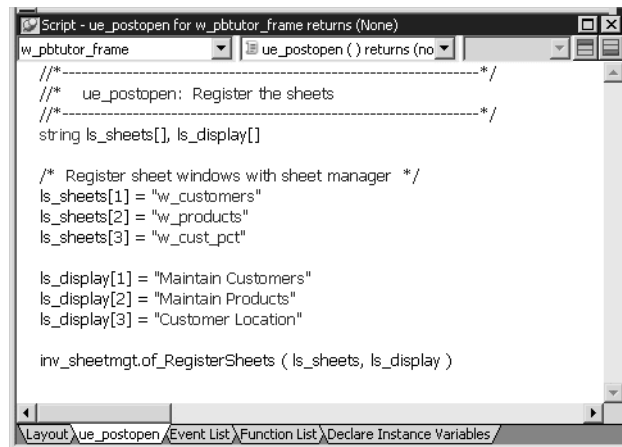 Script - ue_postopen for w_pbtutor_frame returns (None)
w_pbtutor_frame ue_postopen ( ) returns (no
//*----------------------------------------------------------------------*/
//* ue_postopen: Register the sheets
//*----------------------------------------------------------------------*/
string ls_sheets[], ls_display[]
/* Register sheet windows with sheet manager */
ls_sheets[1] = "w_customers"
ls_sheets[2] = "w_products"
ls_sheets[3] = "w_cust_pct"
ls_display[1] = "Maintain Customers"
ls_display[2] = "Maintain Products"
ls_display[3] = "Customer Location"
inv_sheetmgt.of_RegisterSheets ( ls_sheets, ls_display )
Layout ue_postopen Event List Function List Declare Instance Variables